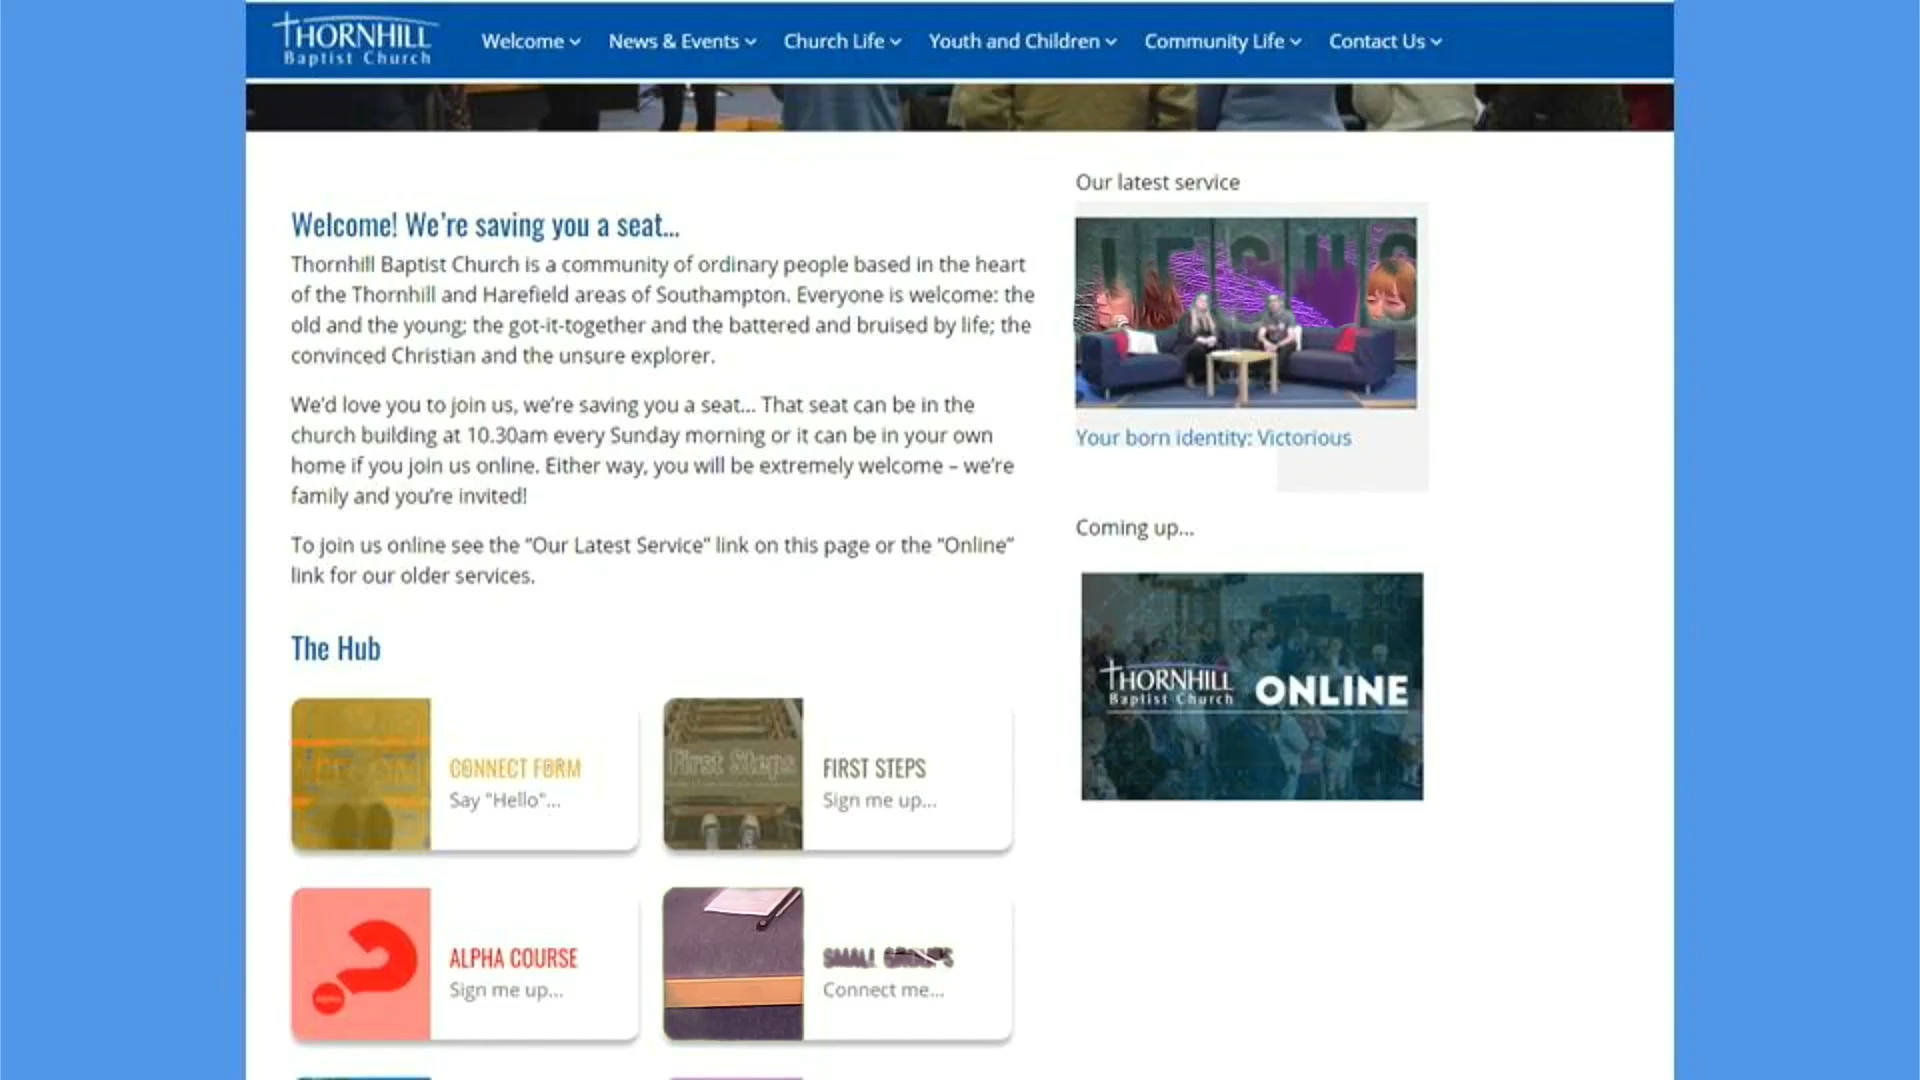 THORNHILL
Baptist Church
Welcome
News & Events
Church Life
Youth and Children
Community Life
Contact Us
Welcome! We're saving you a seat...
Thornhill Baptist Church is a community of ordinary people based in the heart
of the Thornhill and Harefield areas of Southampton. Everyone is welcome: the
old and the young; the got-it-together and the battered and bruised by life; the
convinced Christian and the unsure explorer.
We'd love you to join us, we're saving you a seat... That seat can be in the
church building at 10.30am every Sunday morning or it can be in your own
home if you join us online. Either way, you will be extremely welcome – we're
family and you're invited!
To join us online see the “Our Latest Service” link on this page or the “Online”
link for our older services.
The Hub
CONNECT FORM
Say "Hello"...
First Steps
FIRST STEPS
Sign me up...
ALPHA COURSE
Sign me up...
SMALL GROUPS
Connect me...
Our latest service
JESUS
Your born identity: Victorious
Coming up...
THORNHILL
Baptist Church
ONLINE